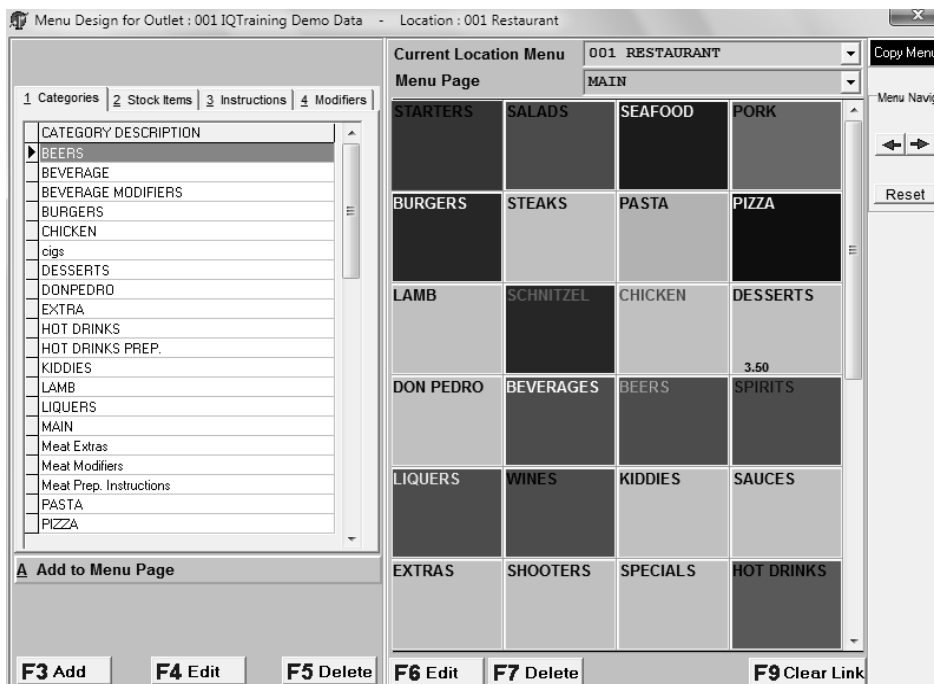 Menu Design for Outlet : 001 IQTraining Demo Data - Location : 001 Restaurant
Current Location Menu 001 RESTAURANT
Menu Page MAIN
Copy Menu
Menu Navig
Reset
1 Categories 2 Stock Items 3 Instructions 4 Modifiers
CATEGORY DESCRIPTION
BEERS
BEVERAGE
BEVERAGE MODIFIERS
BURGERS
CHICKEN
cigs
DESSERTS
DONPEDRO
EXTRA
HOT DRINKS
HOT DRINKS PREP.
KIDDIES
LAMB
LIQUERS
MAIN
Meat Extras
Meat Modifiers
Meat Prep. Instructions
PASTA
PIZZA
A Add to Menu Page
F3 Add F4 Edit F5 Delete
STARTERS SALADS SEAFOOD PORK
BURGERS STEAKS PASTA PIZZA
LAMB SCHNITZEL CHICKEN DESSERTS
3.50
DON PEDRO BEVERAGES BEERS SPIRITS
LIQUERS WINES KIDDIES SAUCES
EXTRAS SHOOTERS SPECIALS HOT DRINKS
F6 Edit F7 Delete F9 Clear Link